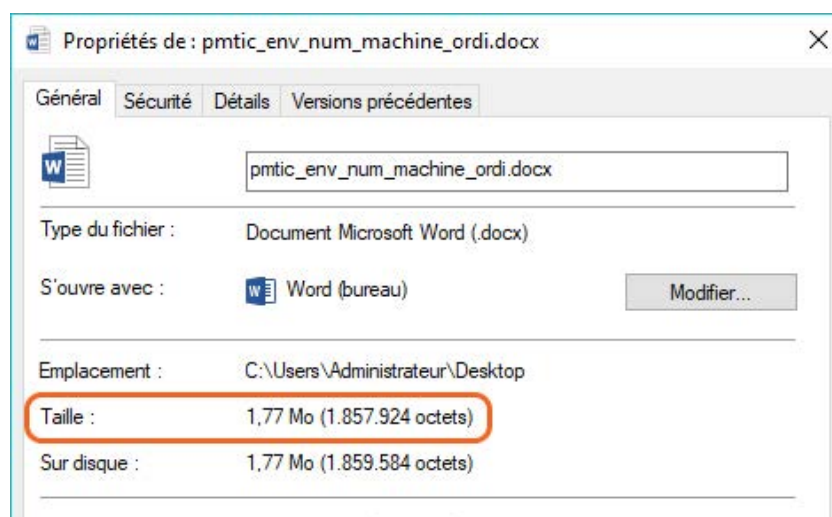 Propriétés de : pmtic_env_num_machine_ordi.docx
Général Sécurité Détails Versions précédentes
pmtic_env_num_machine_ordi.docx
Type du fichier : Document Microsoft Word (.docx)
S'ouvre avec : Word (bureau) Modifier...
Emplacement : C:\Users\Administrateur\Desktop
Taille : 1,77 Mo (1.857.924 octets)
Sur disque : 1,77 Mo (1.859.584 octets)